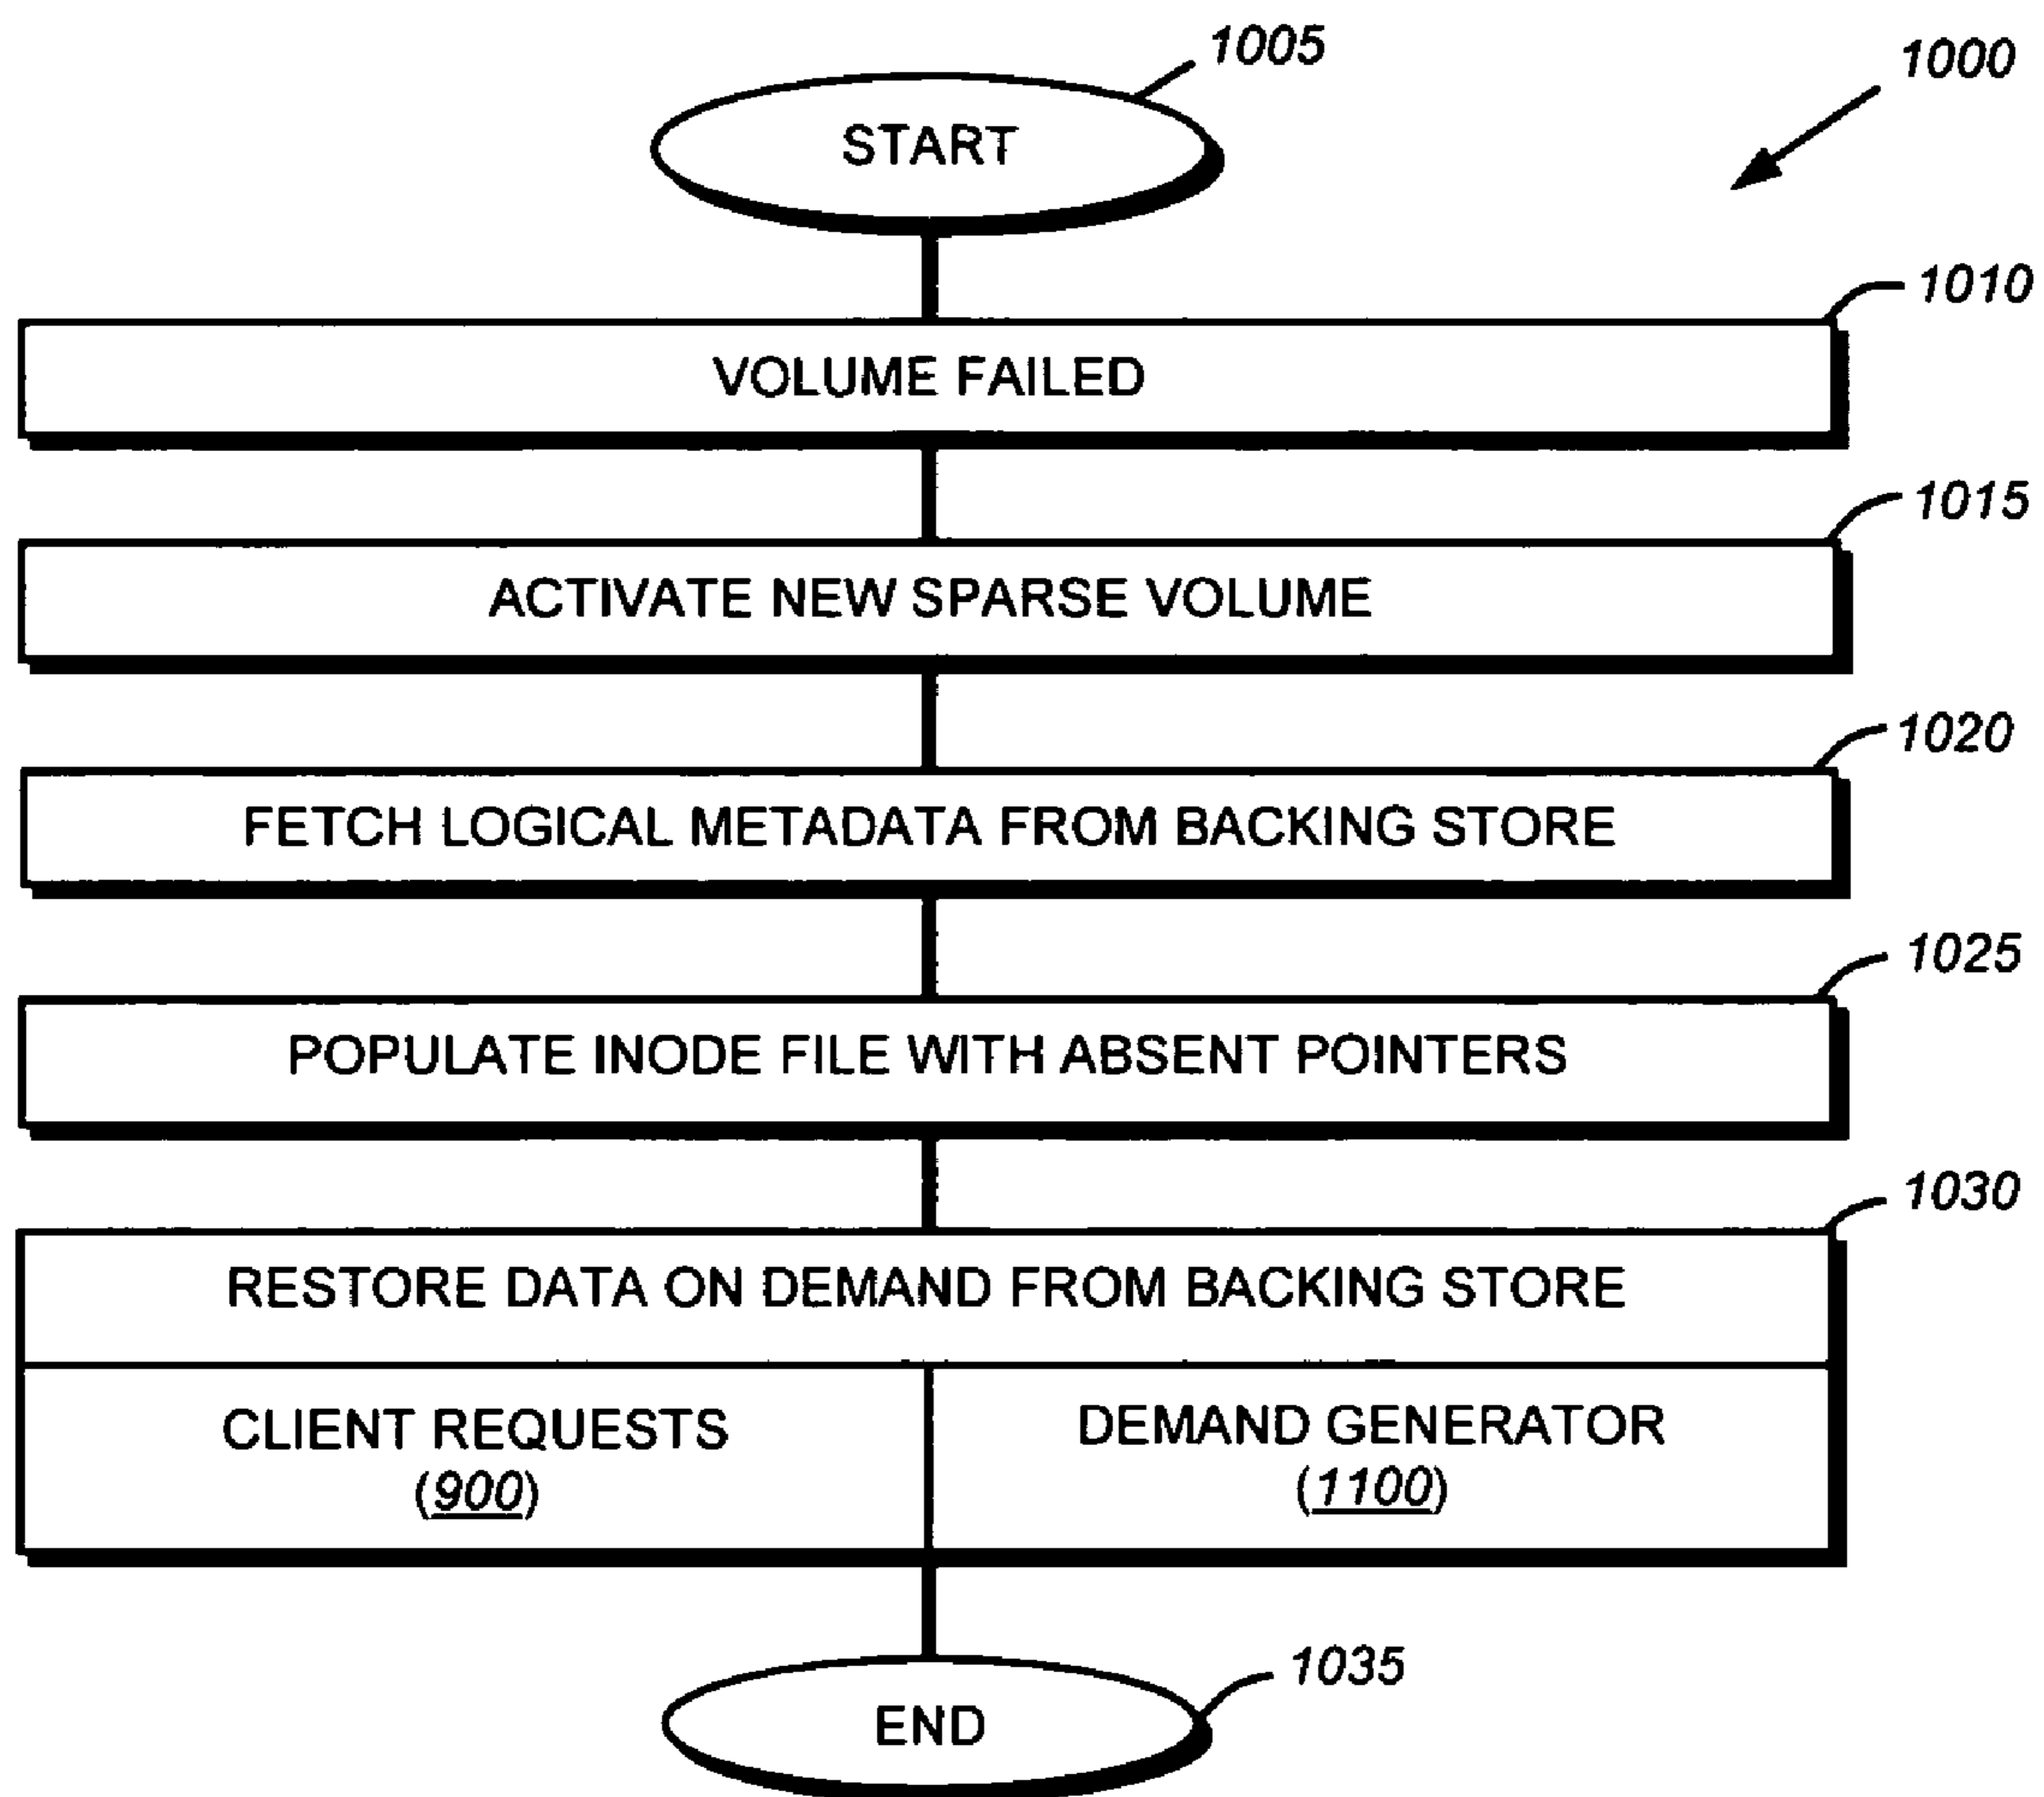 1005
1000
START
1010
VOLUME FAILED
1015
ACTIVATE NEW SPARSE VOLUME
1020
FETCH LOGICAL METADATA FROM BACKING STORE
1025
POPULATE INODE FILE WITH ABSENT POINTERS
1030
RESTORE DATA ON DEMAND FROM BACKING STORE
CLIENT REQUESTS
(900)
DEMAND GENERATOR
(1100)
1035
END